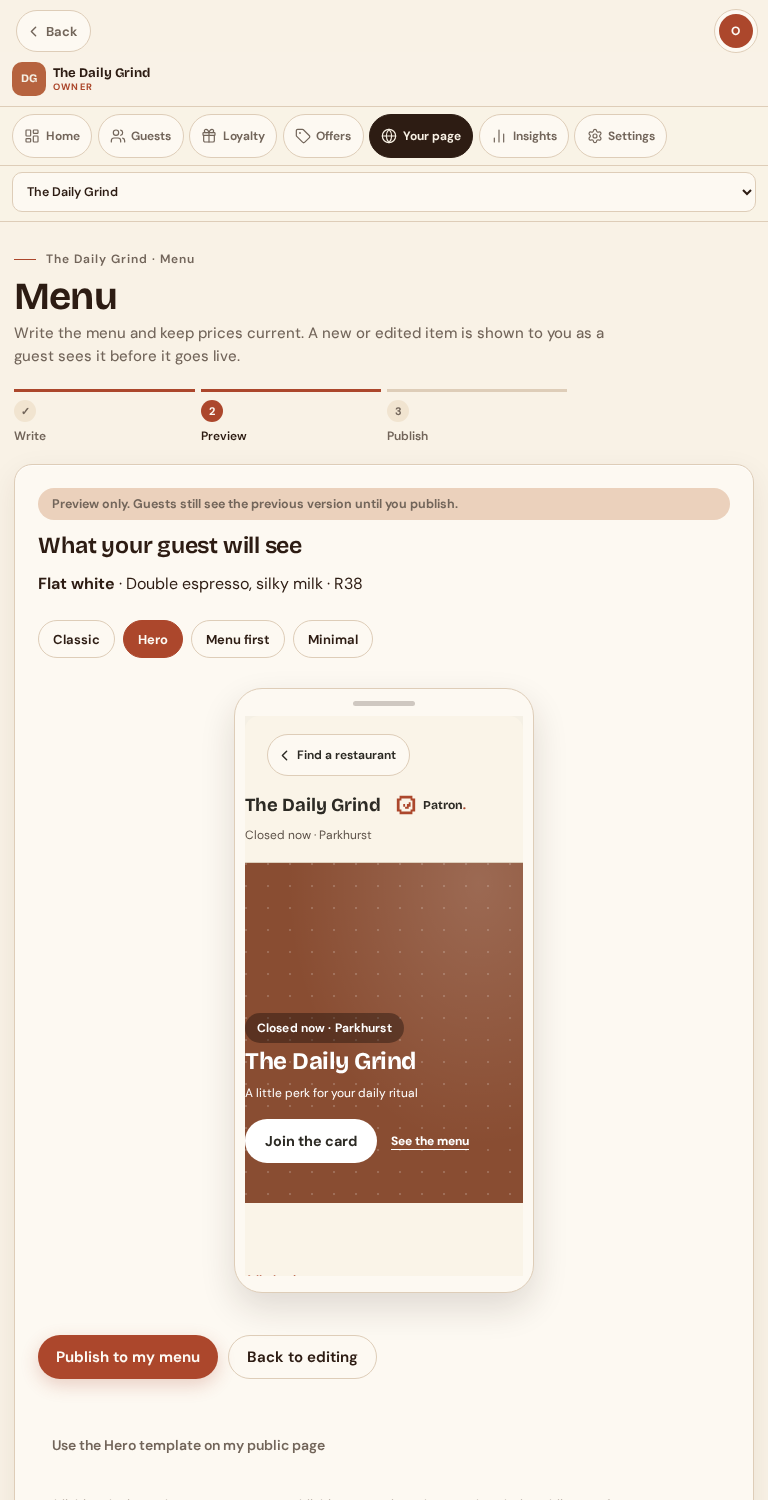 Back
O
DG
The Daily Grind
OWNER
Home
Guests
Loyalty
Offers
Your page
Insights
Settings
The Daily Grind
The Daily Grind · Menu
Menu
Write the menu and keep prices current. A new or edited item is shown to you as a
guest sees it before it goes live.
✓
2
3
Write
Preview
Publish
Preview only. Guests still see the previous version until you publish.
What your guest will see
Flat white · Double espresso, silky milk · R38
Classic
Hero
Menu first
Minimal
Find a restaurant
The Daily Grind
Patron.
Closed now · Parkhurst
Closed now · Parkhurst
The Daily Grind
A little perk for your daily ritual
Join the card
See the menu
Publish to my menu
Back to editing
Use the Hero template on my public page